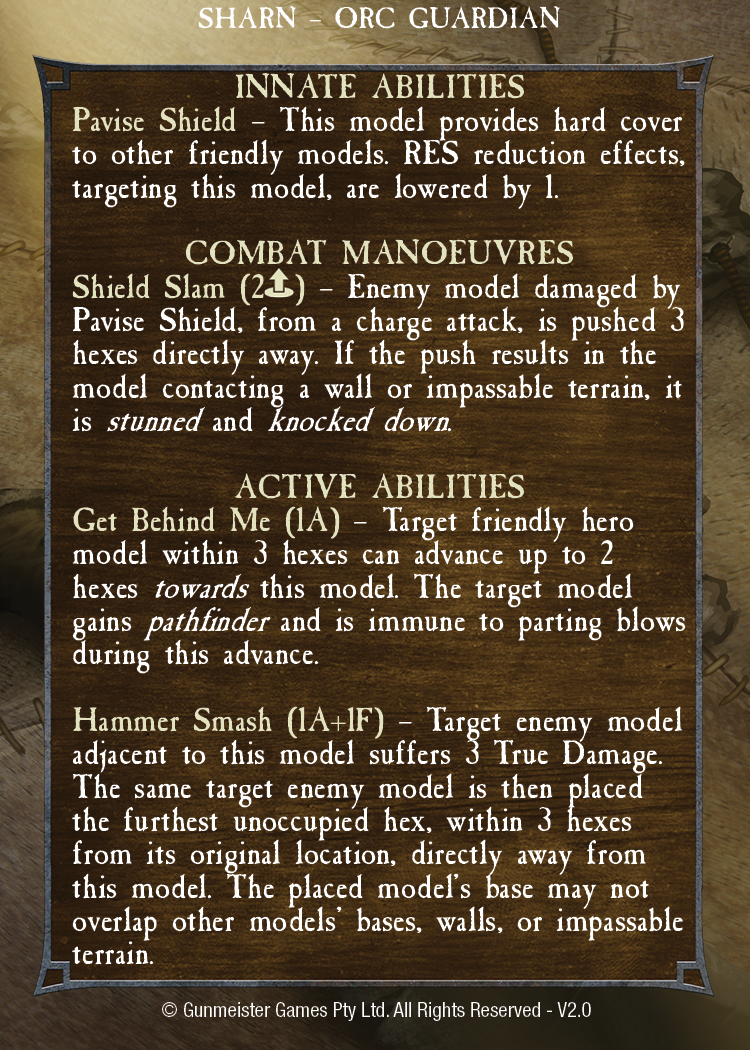 SHARN – ORC GUARDIAN
INNATE ABILITIES
Pavise Shield – This model provides hard cover
to other friendly models. RES reduction effects,
targeting this model, are lowered by 1.
COMBAT MANOEUVRES
Shield Slam (2) – Enemy model damaged by
Pavise Shield, from a charge attack, is pushed 3
hexes directly away. If the push results in the
model contacting a wall or impassable terrain, it
is stunned and knocked down.
ACTIVE ABILITIES
Get Behind Me (1A) – Target friendly hero
model within 3 hexes can advance up to 2
hexes towards this model. The target model
gains pathfinder and is immune to parting blows
during this advance.
Hammer Smash (1A+1F) – Target enemy model
adjacent to this model suffers 3 True Damage.
The same target enemy model is then placed
the furthest unoccupied hex, within 3 hexes
from its original location, directly away from
this model. The placed model's base may not
overlap other models' bases, walls, or impassable
terrain.
© Gunmeister Games Pty Ltd. All Rights Reserved - V2.0